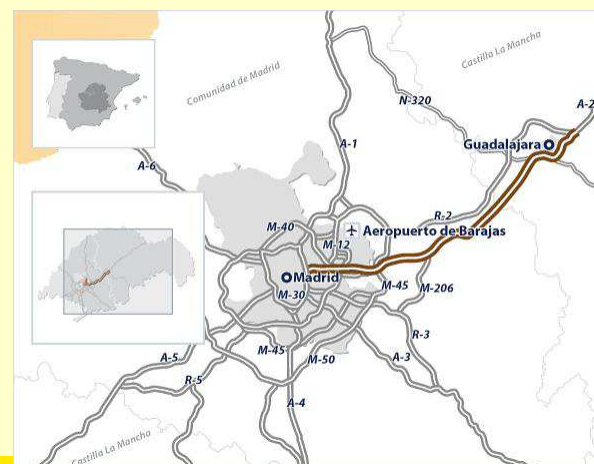 Castilla La Mancha
Comunidad de Madrid
N-320
A-2
A-1
Guadalajara
A-6
R-2
M-40
Aeropuerto de Barajas
M-12
Madrid
M-45
M-206
M-30
R-3
M-45
M-50
A-3
A-5
R-5
A-4
Castilla La Mancha